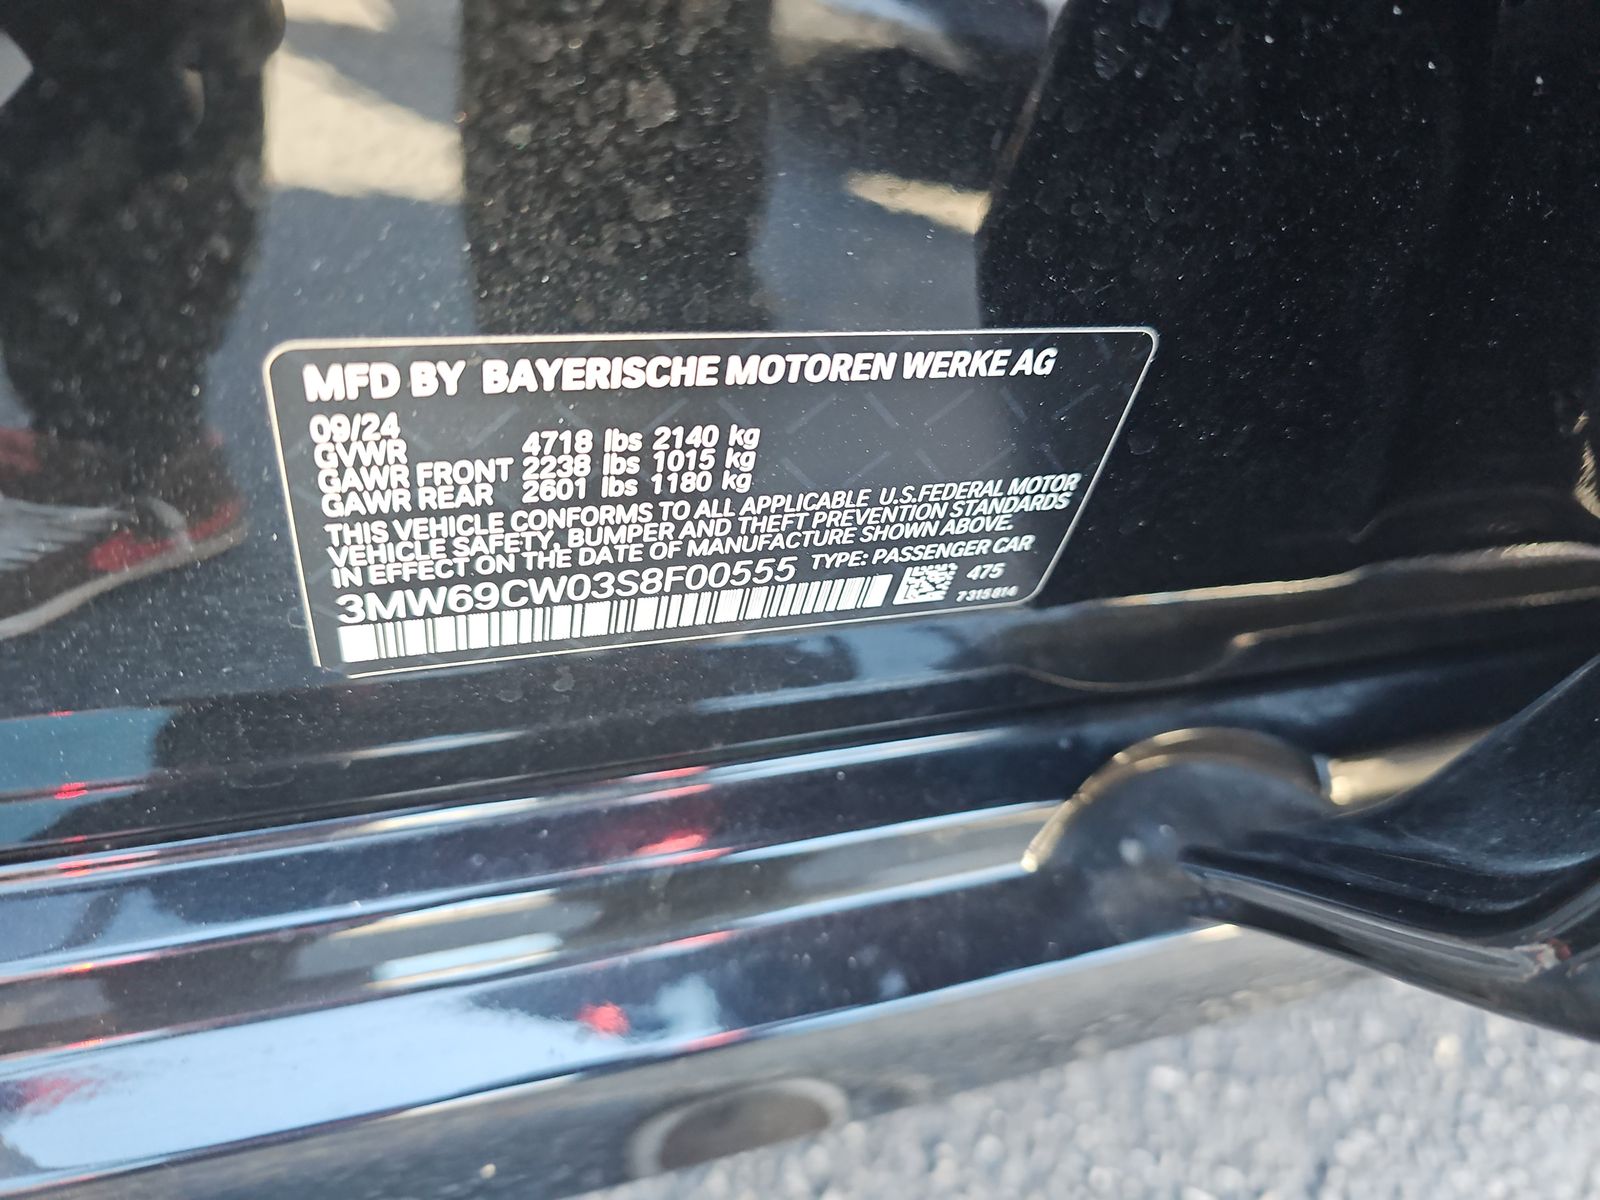 MFD BY BAYERISCHE MOTOREN WERKE AG
09/24
GVWR 4718 lbs 2140 kg
GAWR FRONT 2238 lbs 1015 kg
GAWR REAR 2601 lbs 1180 kg
THIS VEHICLE CONFORMS TO ALL APPLICABLE U.S.FEDERAL MOTOR
VEHICLE SAFETY, BUMPER AND THEFT PREVENTION STANDARDS
IN EFFECT ON THE DATE OF MANUFACTURE SHOWN ABOVE.
3MW69CW03S8F00555 TYPE: PASSENGER CAR
475
7315814